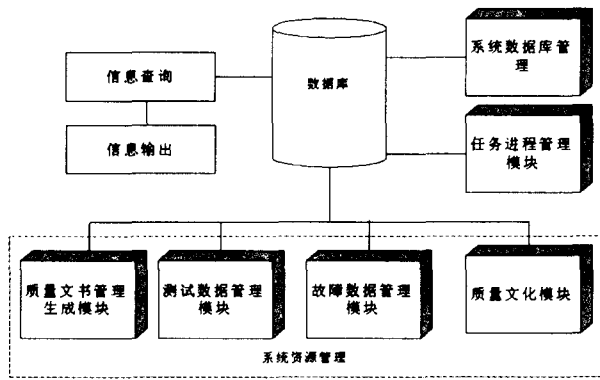 信息查询
信息输出
数据库
系统数据库管
理
任务进程管理
模块
质量文书管理
生成模块
测试数据管理
模块
故障数据管理
模块
质量文化模块
系统资源管理